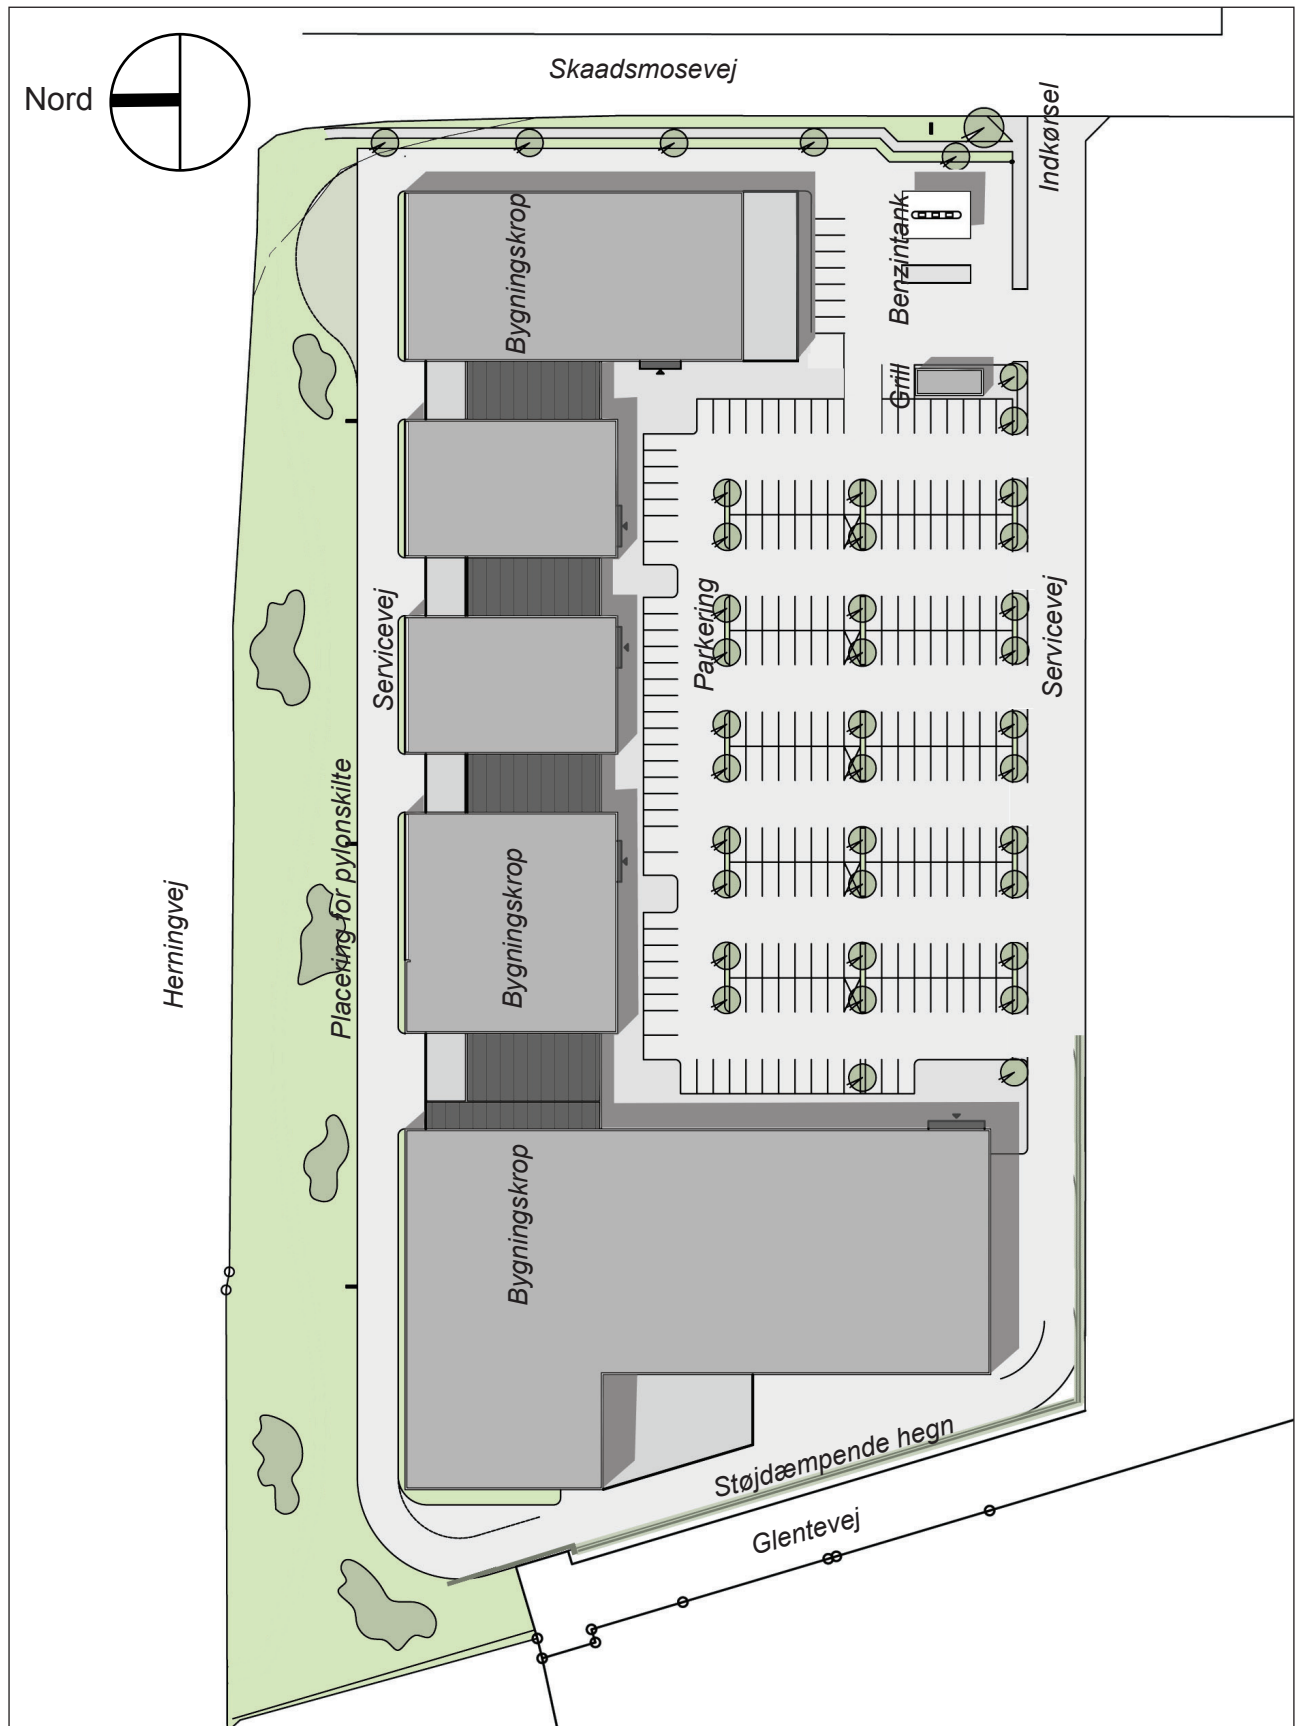 Skaadsmosevej
Nord
Indkørsel
Bygningskrop
Benzintank
Grill
Servicevej
Parkering
Servicevej
Placering for pylonskilte
Herningvej
Bygningskrop
Bygningskrop
Støjdæmpende hegn
Glentevej